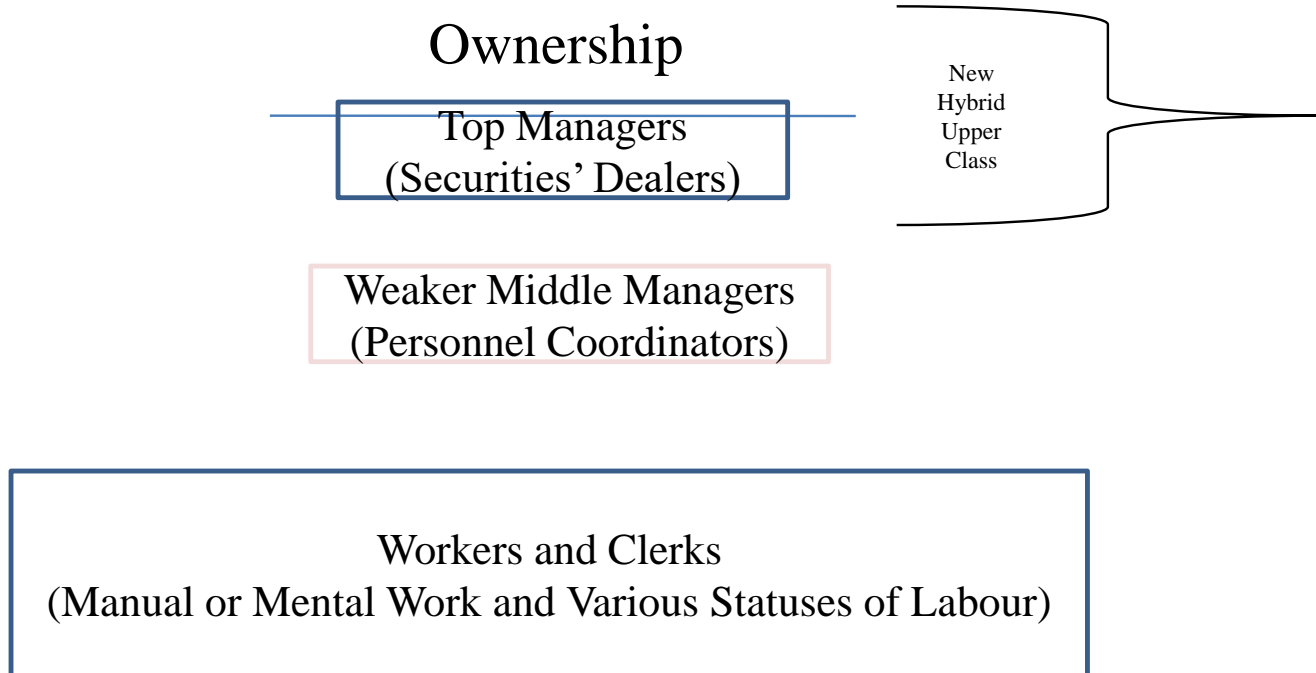 Ownership
New
Hybrid
Upper
Class
Top Managers
(Securities’ Dealers)
Weaker Middle Managers
(Personnel Coordinators)
Workers and Clerks
(Manual or Mental Work and Various Statuses of Labour)